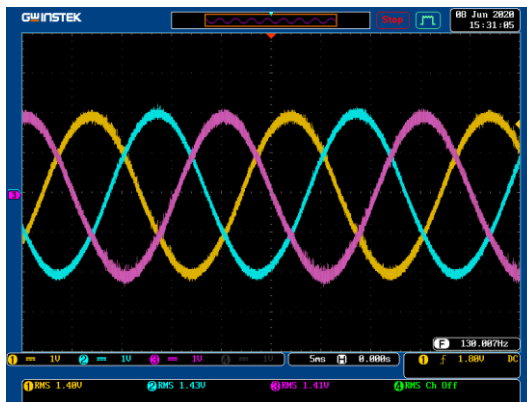 GWINSTEK
Stop
08 Jun 2020
15:31:05
3
F 130.007Hz
1 1V 2 1V 3 1V 4 1V 5ms H 0.000s 1 1.80V DC
1 RMS 1.40V 2 RMS 1.43V 3 RMS 1.41V 4 RMS Ch Off